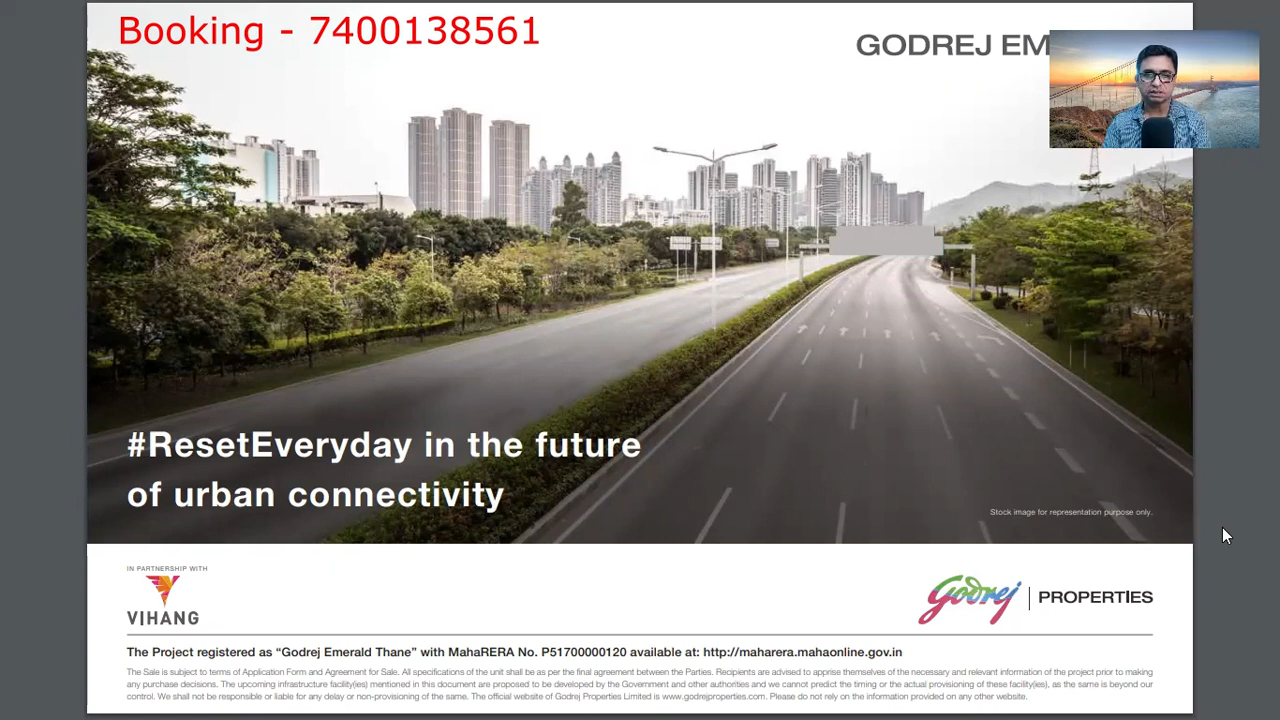 Booking - 7400138561
GODREJ EM
#ResetEveryday in the future
of urban connectivity
Stock image for representation purpose only.
IN PARTNERSHIP WITH
VIHANG
Godrej | PROPERTIES
The Project registered as “Godrej Emerald Thane” with MahaRERA No. P51700000120 available at: http://maharera.mahaonline.gov.in
The Sale is subject to terms of Application Form and Agreement for Sale. All specifications of the unit shall be as per the final agreement between the Parties. Recipients are advised to apprise themselves of the necessary and relevant information of the project prior to making
any purchase decisions. The upcoming infrastructure facility(ies) mentioned in this document are proposed to be developed by the Government and other authorities and we cannot predict the timing or the actual provisioning of these facility(ies), as the same is beyond our
control. We shall not be responsible or liable for any delay or non-provisioning of the same. The official website of Godrej Properties Limited is www.godrejproperties.com. Please do not rely on the information provided on any other website.